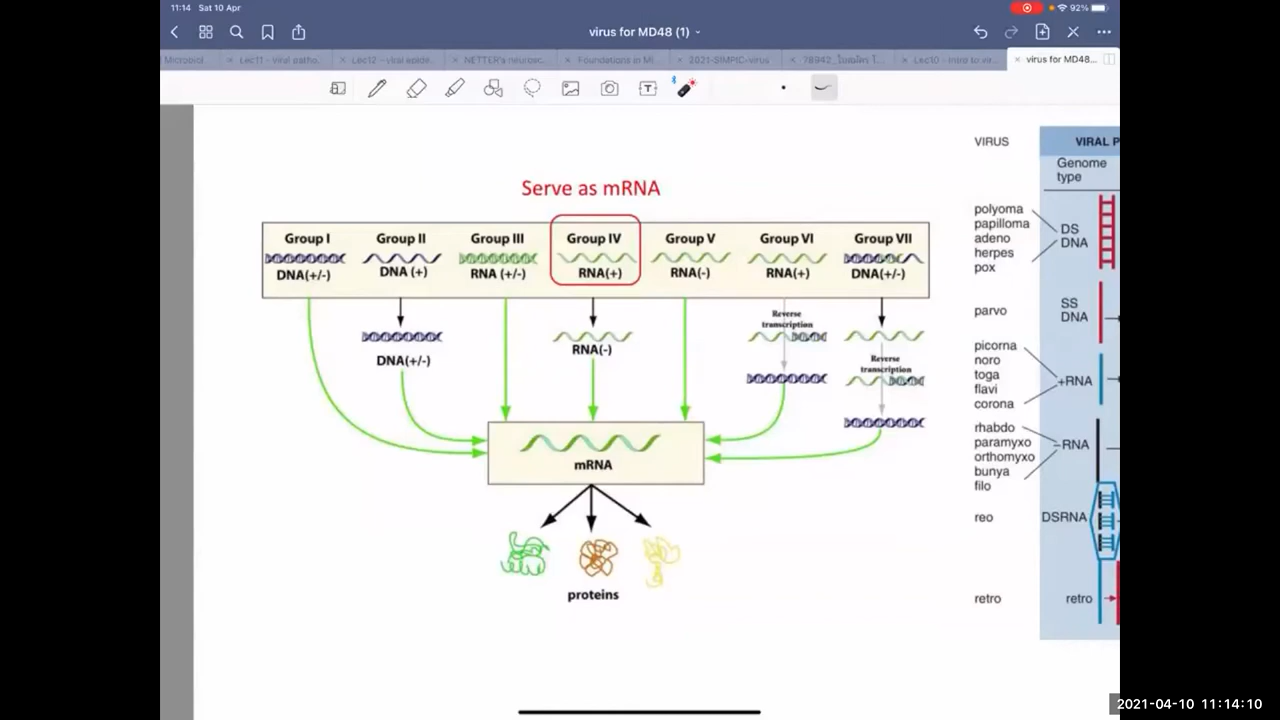 11:14 Sat 10 Apr
92%
virus for MD48 (1)
Lec11 - viral patho...
Lec12 - viral epide...
NETTER's neurosc...
Foundations in Mi...
2021-SIMPIC-virus
Lec10 - Intro to vir...
virus for MD48...
Serve as mRNA
Group I
Group II
Group III
Group IV
Group V
Group VI
Group VII
DNA(+/-)
DNA (+)
RNA (+/-)
RNA(+)
RNA(-)
RNA(+)
DNA(+/-)
Reverse
transcription
DNA(+/-)
RNA(-)
Reverse
transcription
mRNA
proteins
VIRUS
VIRAL P
Genome
type
polyoma
papilloma
adeno
herpes
pox
DS
DNA
parvo
SS
DNA
picorna
noro
toga
flavi
corona
+RNA
rhabdo
paramyxo
orthomyxo
bunya
filo
–RNA
reo
DSRNA
retro
retro
2021-04-10 11:14:10